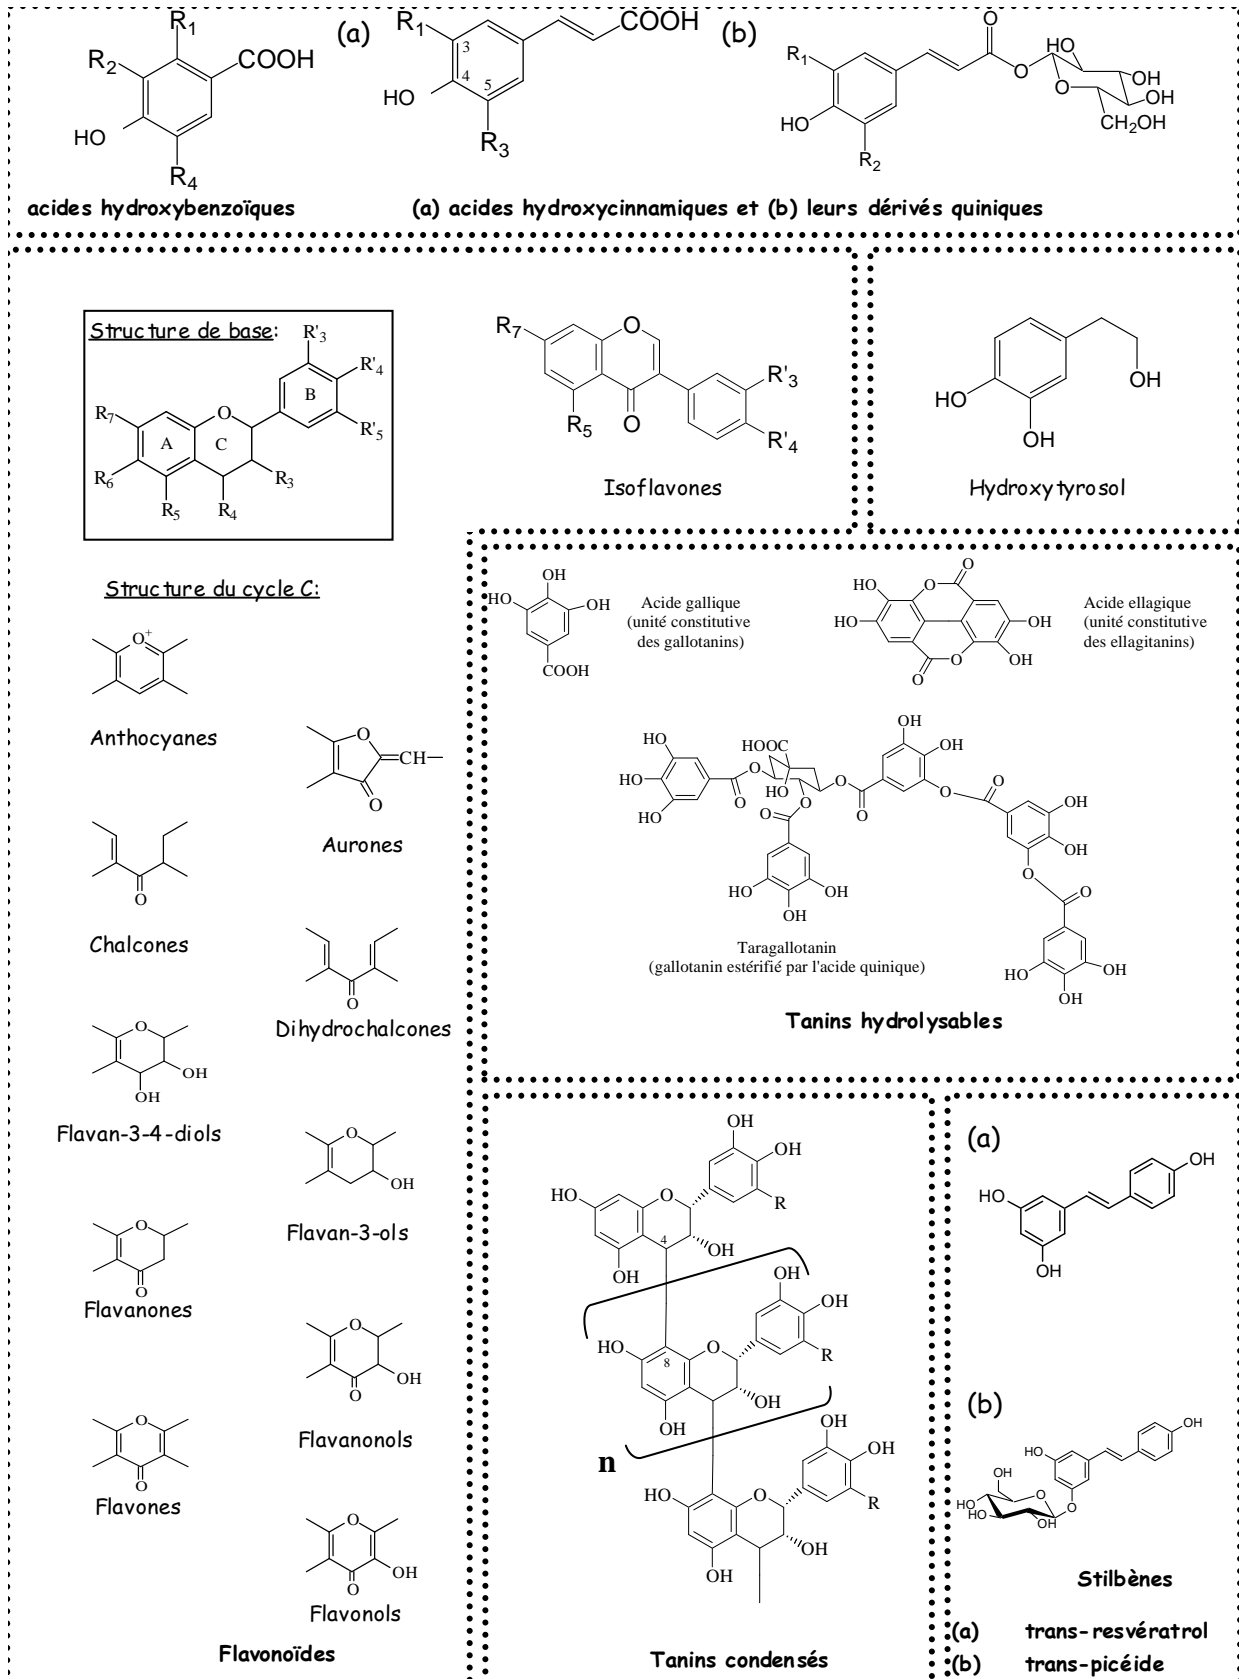 R1
R2
COOH
HO
R4
acides hydroxybenzoïques
(a)
R1
COOH
3
4
5
HO
R3
(b)
R1
O
O
HO
R2
HO
O
OH
OH
CH2OH
(a) acides hydroxycinnamiques et (b) leurs dérivés quiniques
Structure de base:
R'3
R'4
B
R'5
R7
O
A
C
R6
R3
R5
R4
R7
O
R'3
R5
O
R'4
Isoflavones
HO
OH
OH
Hydroxytyrosol
Structure du cycle C:
O+
Anthocyanes
O
CH
O
Aurones
O
Chalcones
O
Dihydrochalcones
O
OH
OH
Flavan-3-4-diols
O
OH
Flavan-3-ols
O
O
Flavanones
O
OH
O
Flavanonols
O
O
Flavones
O
OH
O
Flavonols
Flavonoïdes
OH
HO
OH
COOH
Acide gallique
(unité constitutive
des gallotanins)
O
HO
O
HO
OH
O
OH
O
Acide ellagique
(unité constitutive
des ellagitanins)
HO
HO
HO
O
O
HOOC
HO
O
O
O
O
O
OH
OH
O
O
OH
OH
O
O
HO
OH
OH
HO
OH
OH
Taragallotanin
(gallotanin estérifié par l'acide quinique)
Tanins hydrolysables
OH
OH
R
HO
O
4
OH
OH
OH
OH
R
HO
8
O
OH
OH
n
OH
OH
R
HO
O
OH
OH
Tanins condensés
(a)
OH
HO
OH
(b)
OH
HO
OH
O
HO
HO
OH
O
Stilbènes
(a) trans-resvératrol
(b) trans-picéide